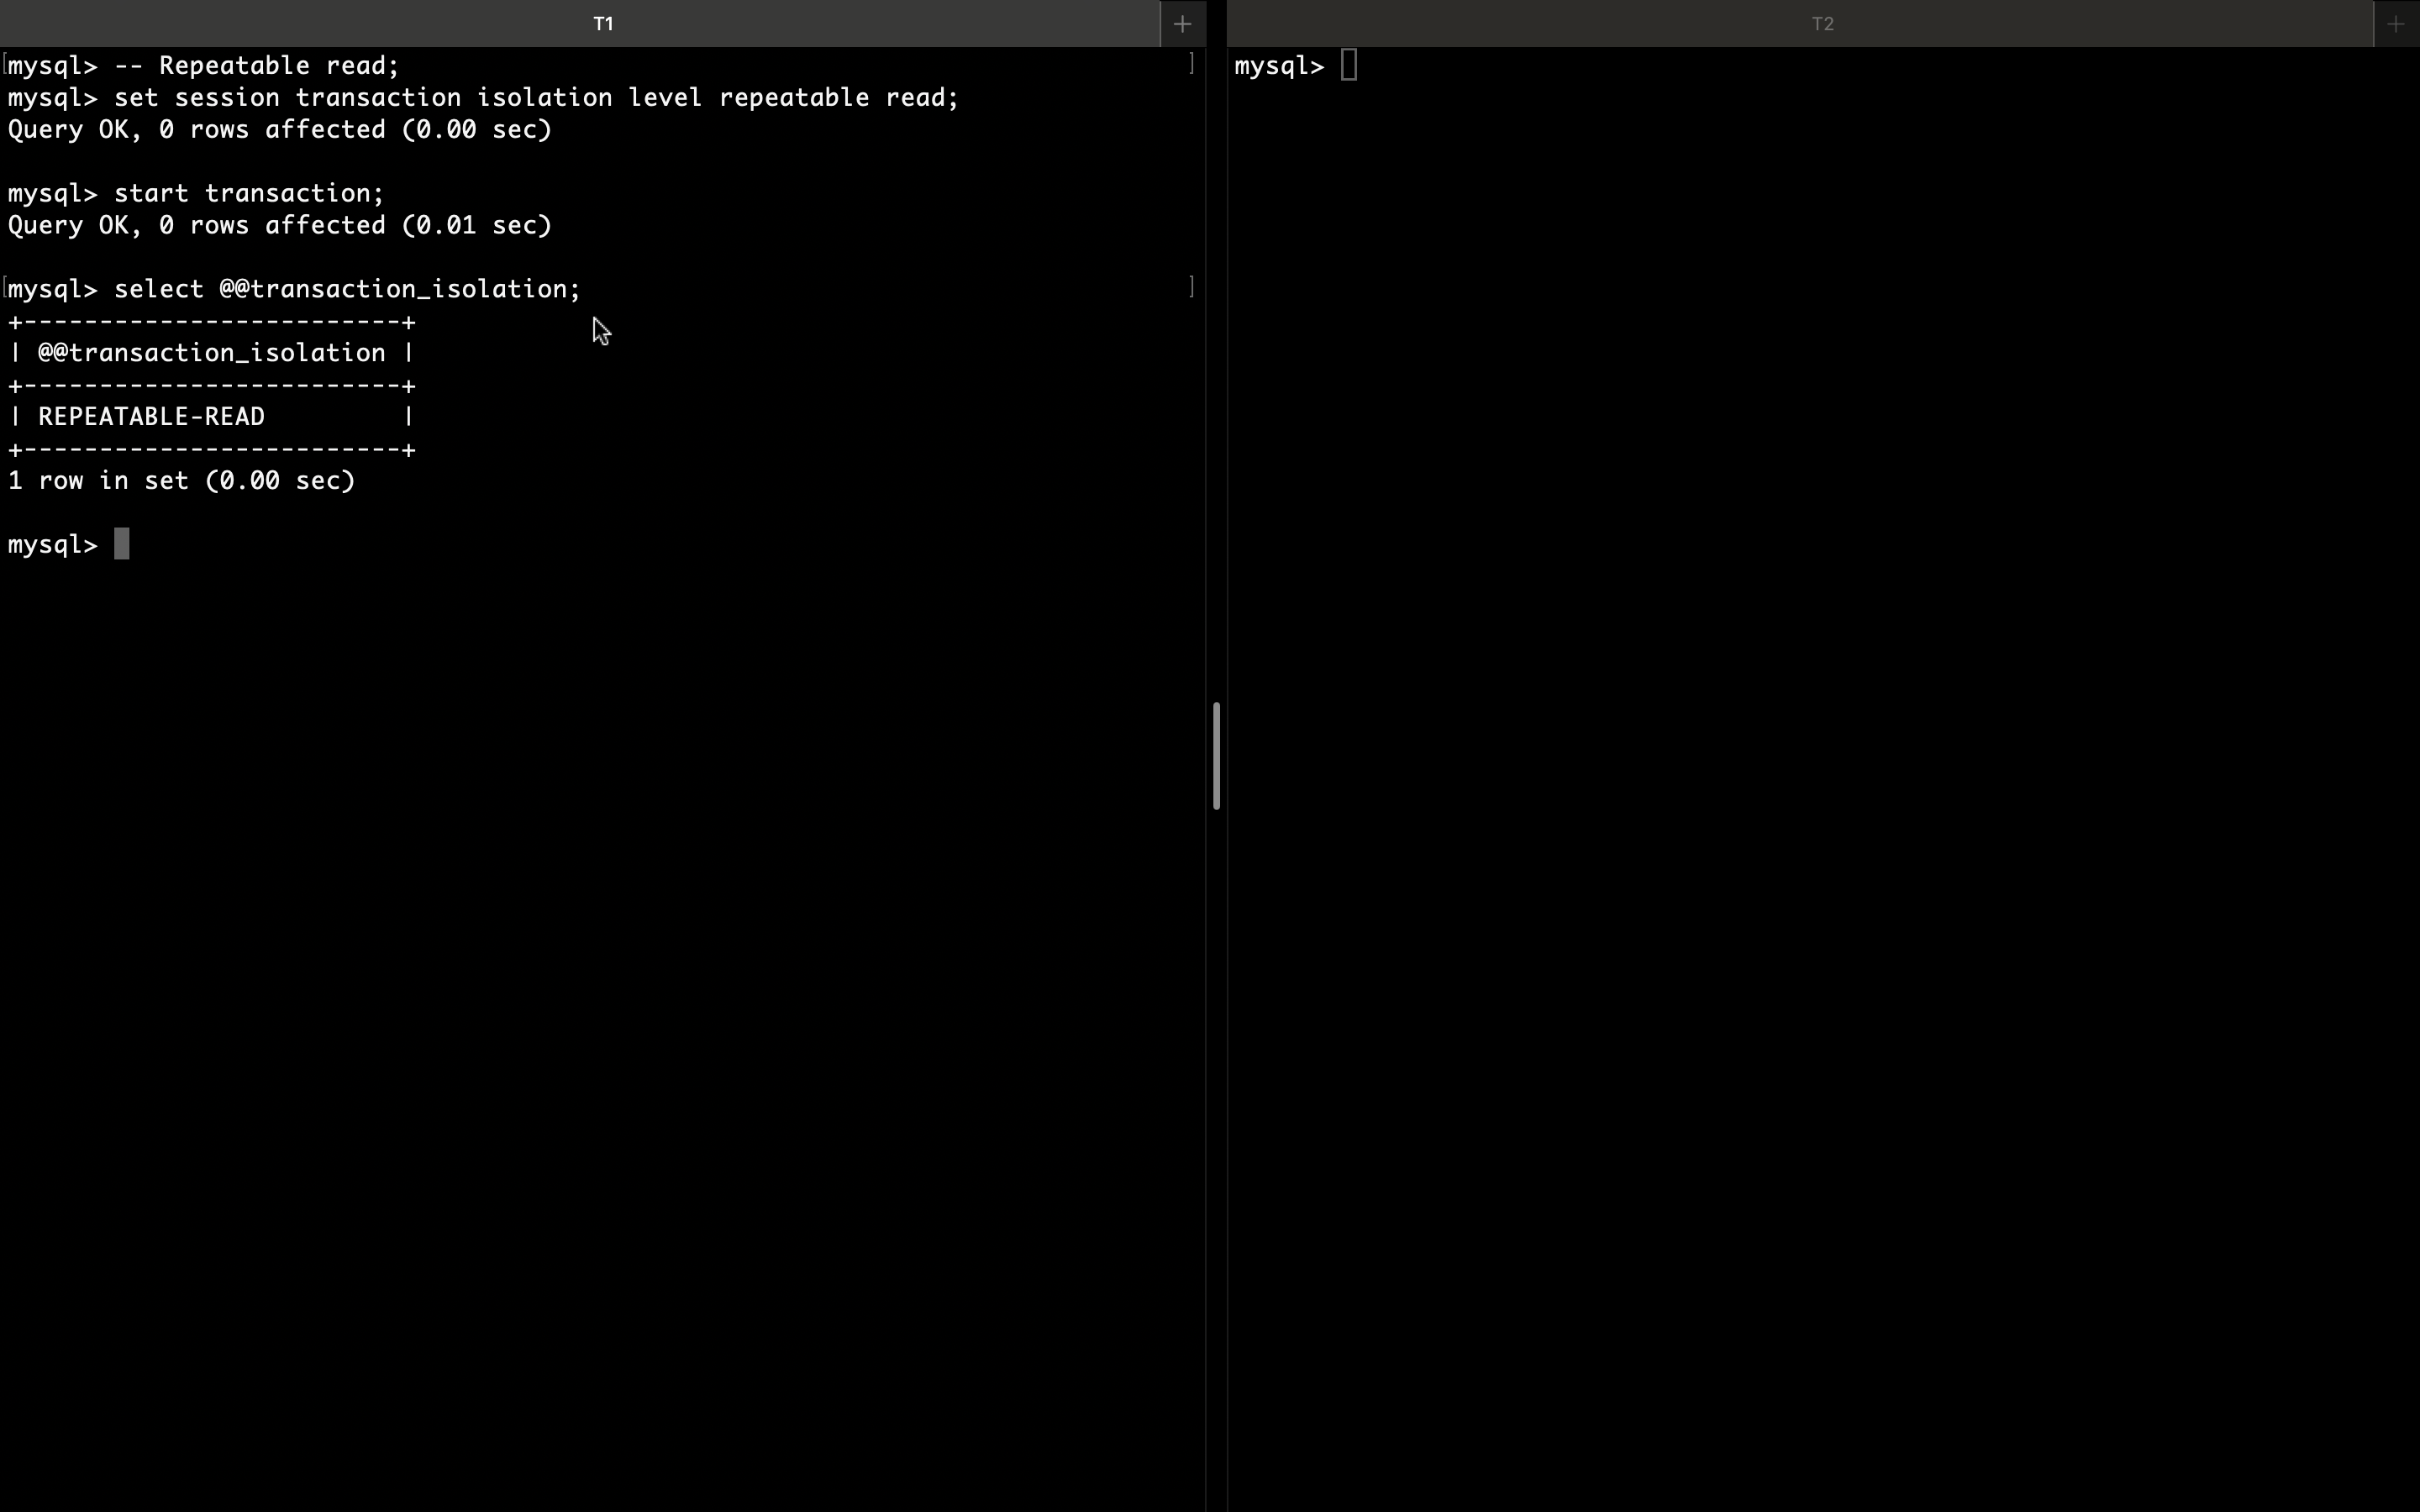 T1
+
[mysql> -- Repeatable read; ]
mysql> set session transaction isolation level repeatable read;
Query OK, 0 rows affected (0.00 sec)
mysql> start transaction;
Query OK, 0 rows affected (0.01 sec)
[mysql> select @@transaction_isolation; ]
+-------------------------+
| @@transaction_isolation |
+-------------------------+
| REPEATABLE-READ         |
+-------------------------+
1 row in set (0.00 sec)
mysql>
T2
+
mysql>